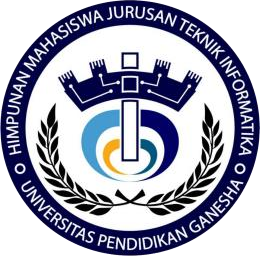 HIMPUNAN MAHASISWA JURUSAN TEKNIK INFORMATIKA
UNIVERSITAS PENDIDIKAN GANESHA